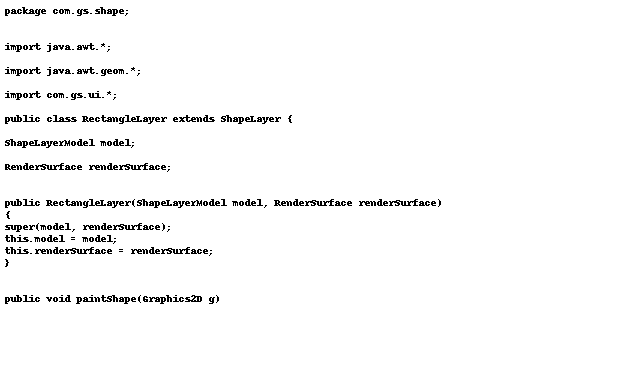 package com.gs.shape;
import java.awt.*;
import java.awt.geom.*;
import com.gs.ui.*;
public class RectangleLayer extends ShapeLayer {
ShapeLayerModel model;
RenderSurface renderSurface;
public RectangleLayer(ShapeLayerModel model, RenderSurface renderSurface)
{
super(model, renderSurface);
this.model = model;
this.renderSurface = renderSurface;
}
public void paintShape(Graphics2D g)